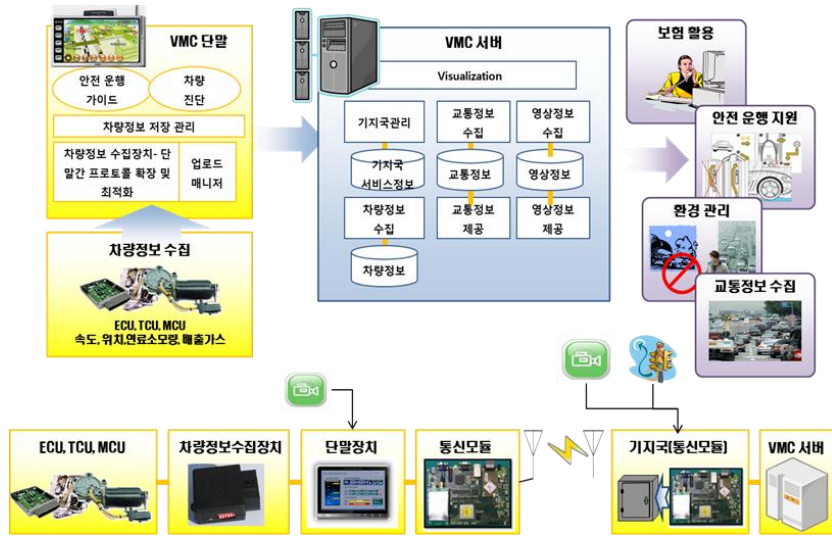 VMC 단말
안전 운행
가이드
차량
진단
차량정보 저장 관리
차량정보 수집장치- 단
말간 프로토콜 확장 및
최적화
업로드
매니저
차량정보 수집
ECU, TCU, MCU
속도, 위치,연료소모량, 배출가스
VMC 서버
Visualization
기지국관리
교통정보
수집
영상정보
수집
기지국
서비스정보
교통정보
영상정보
차량정보
수집
교통정보
제공
영상정보
제공
차량정보
보험 활용
안전 운행 지원
환경 관리
교통정보 수집
ECU, TCU, MCU
차량정보수집장치
단말장치
통신모듈
기지국(통신모듈)
VMC 서버